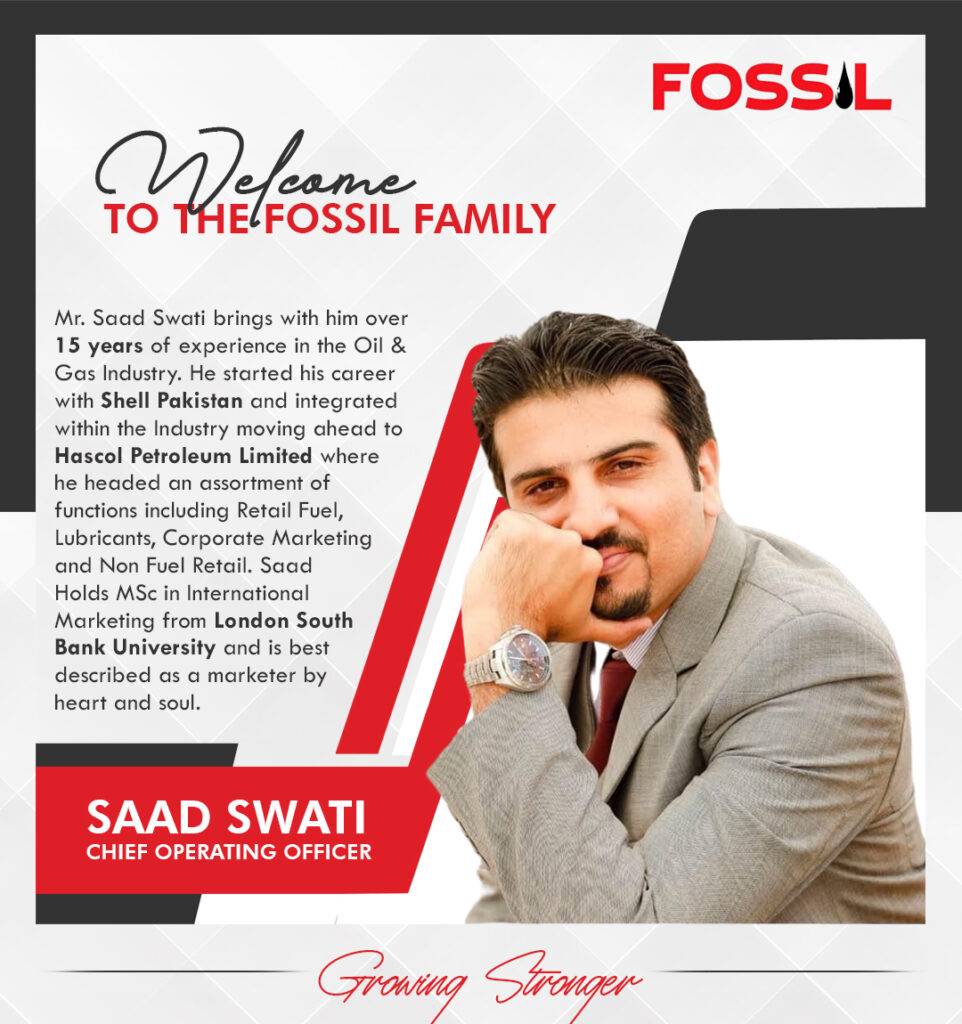 FOSSIL
Welcome
TO THE FOSSIL FAMILY
Mr. Saad Swati brings with him over
15 years of experience in the Oil &
Gas Industry. He started his career
with Shell Pakistan and integrated
within the Industry moving ahead to
Hascol Petroleum Limited where
he headed an assortment of
functions including Retail Fuel,
Lubricants, Corporate Marketing
and Non Fuel Retail. Saad
Holds MSc in International
Marketing from London South
Bank University and is best
described as a marketer by
heart and soul.
SAAD SWATI
CHIEF OPERATING OFFICER
Growing Stronger